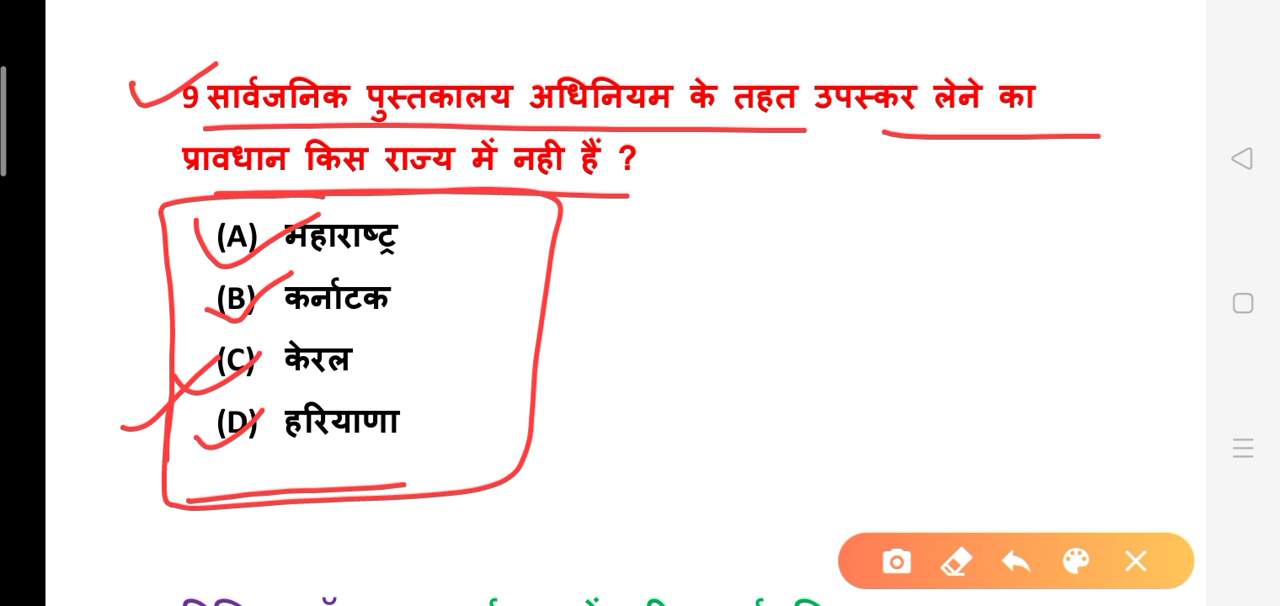 9 सार्वजनिक पुस्तकालय अधिनियम के तहत उपस्कर लेने का
प्रावधान किस राज्य में नही हैं ?
(A) महाराष्ट्र
(B) कर्नाटक
(C) केरल
(D) हरियाणा